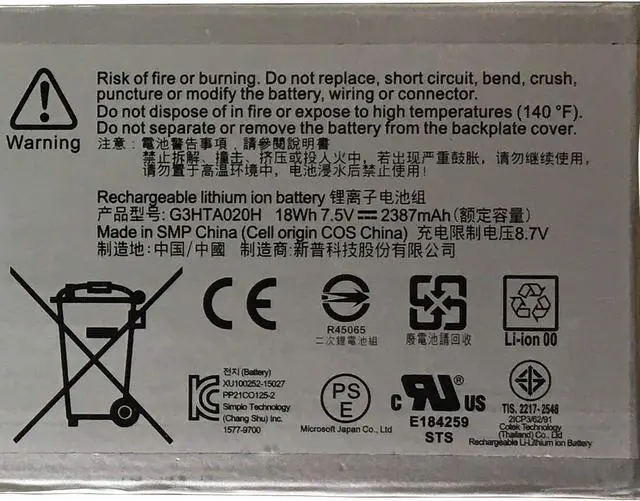 Risk of fire or burning. Do not replace, short circuit, bend, crush,
puncture or modify the battery, wiring or connector.
Do not dispose of in fire or expose to high temperatures (140 °F).
Do not separate or remove the battery from the backplate cover.
Warning
注意：電池警告事項，請參閱說明書
禁止拆解、撞击、挤压或投入火中，若出现严重鼓胀，请勿继续使用，
请勿置于高温环境中，电池浸水后禁止使用。
Rechargeable lithium ion battery 锂离子电池组
产品型号: G3HTA020H 18Wh 7.5V 2387mAh (额定容量)
Made in SMP China (Cell origin COS China) 充电限制电压8.7V
制造地: 中国/中國 制造商: 新普科技股份有限公司
CE
R45065
二次鋰電池組
廢電池請回收
Li-ion 00
KC
전지 (Battery)
XU100252-15027
PP21CO125-2
Simplo Technology
(Chang Shu) Inc.
1577-9700
PS
E
Microsoft Japan Co., Ltd
c RU ® US
E184259
STS
TIS. 2217-2548
2ICP3/62/91
Cotek Technology
(Thailand) Co., Ltd
Rechargeable Li-Lithium ion Battery